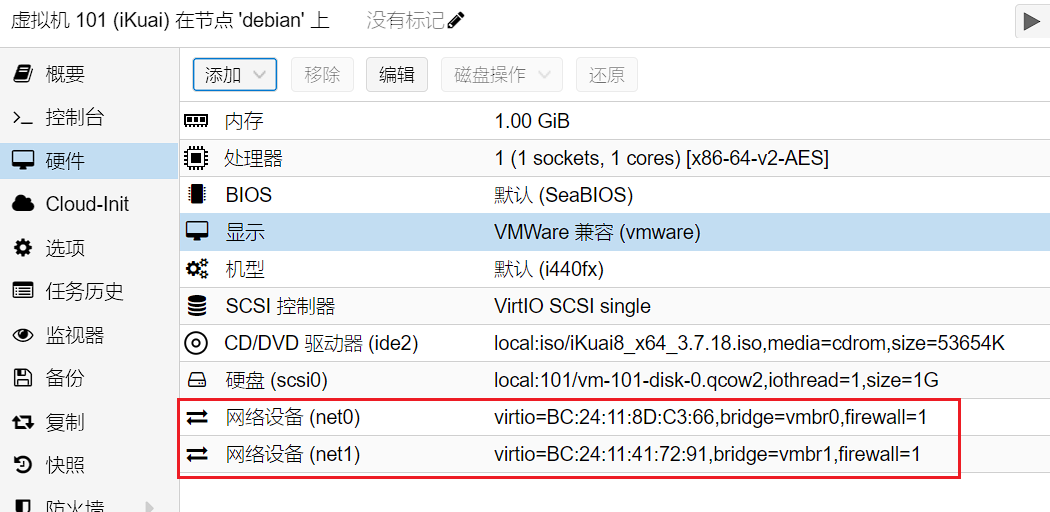 虚拟机 101 (iKuai) 在节点 'debian' 上 没有标记
添加 移除 编辑 磁盘操作 还原
概要
控制台
硬件
Cloud-Init
选项
任务历史
监视器
备份
复制
快照
防火墙
内存 1.00 GiB
处理器 1 (1 sockets, 1 cores) [x86-64-v2-AES]
BIOS 默认 (SeaBIOS)
显示 VMWare 兼容 (vmware)
机型 默认 (i440fx)
SCSI 控制器 VirtIO SCSI single
CD/DVD 驱动器 (ide2) local:iso/iKuai8_x64_3.7.18.iso,media=cdrom,size=53654K
硬盘 (scsi0) local:101/vm-101-disk-0.qcow2,iothread=1,size=1G
网络设备 (net0) virtio=BC:24:11:8D:C3:66,bridge=vmbr0,firewall=1
网络设备 (net1) virtio=BC:24:11:41:72:91,bridge=vmbr1,firewall=1